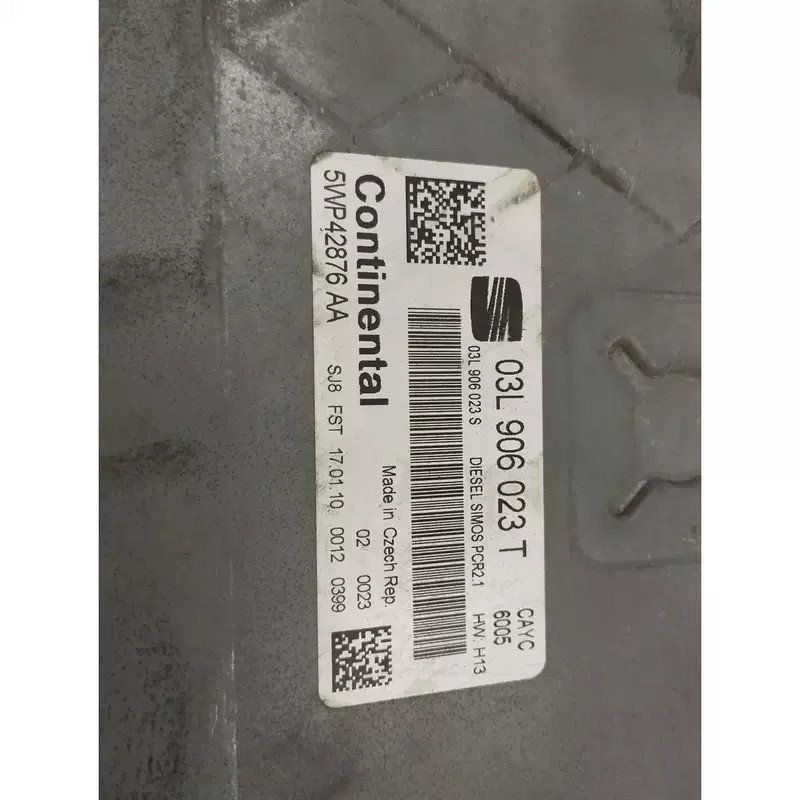 03L 906 023 T
CAYC
6005
03L 906 023 S DIESEL SIMOS PCR2.1 HW: H13
Made in Czech Rep.
02 0023
Continental
5WP42876 AA SJ8 FST 17.01.10 0012 0399